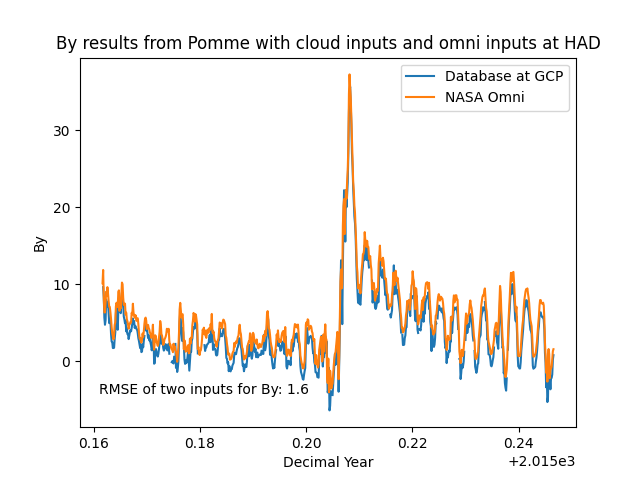 By results from Pomme with cloud inputs and omni inputs at HAD
Database at GCP
NASA Omni
30
20
10
0
By
RMSE of two inputs for By: 1.6
0.16
0.18
0.20
0.22
0.24
Decimal Year
+2.015e3